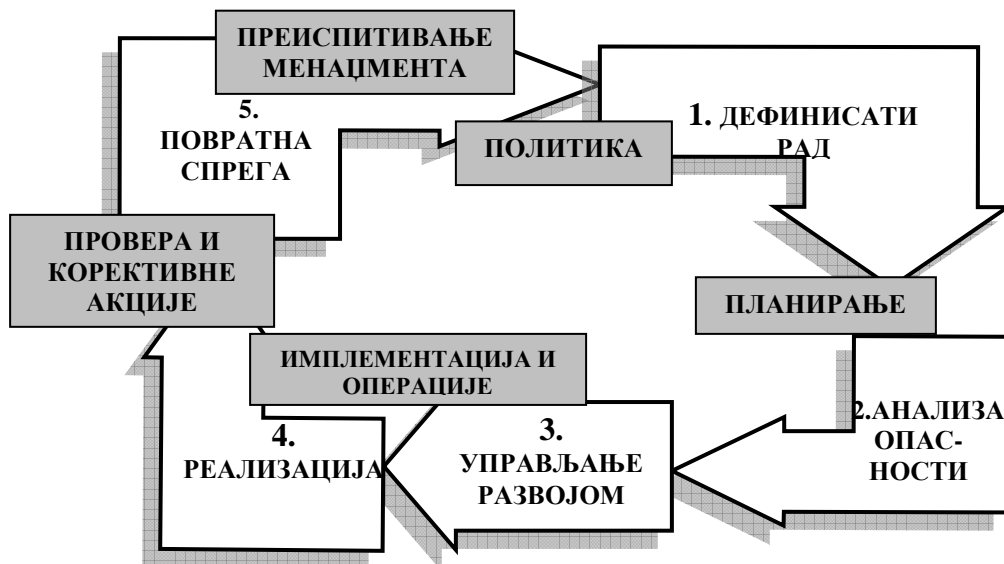 ПРЕИСПИТИВАЊЕ
МЕНАЏМЕНТА
5.
ПОВРАТНА
СПРЕГА
1. ДЕФИНИСАТИ
РАД
ПОЛИТИКА
ПРОВЕРА И
КОРЕКТИВНЕ
АКЦИЈЕ
ПЛАНИРАЊЕ
ИМПЛЕМЕНТАЦИЈА И
ОПЕРАЦИЈЕ
2.АНАЛИЗА
ОПАС-
НОСТИ
3.
УПРАВЉАЊЕ
РАЗВОЈОМ
4.
РЕАЛИЗАЦИЈА